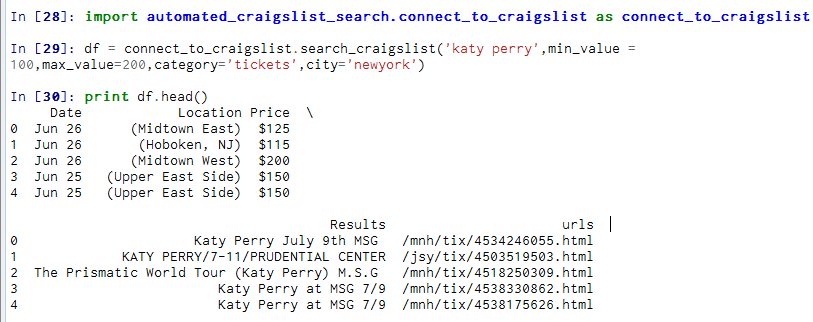 In [28]: import automated_craigslist_search.connect_to_craigslist as connect_to_craigslist
In [29]: df = connect_to_craigslist.search_craigslist('katy perry',min_value =
100,max_value=200,category='tickets',city='newyork')
In [30]: print df.head()
Date Location Price \
0 Jun 26 (Midtown East) $125
1 Jun 26 (Hoboken, NJ) $115
2 Jun 26 (Midtown West) $200
3 Jun 25 (Upper East Side) $150
4 Jun 25 (Upper East Side) $150
Results urls
0 Katy Perry July 9th MSG /mnh/tix/4534246055.html
1 KATY PERRY/7-11/PRUDENTIAL CENTER /jsy/tix/4503519503.html
2 The Prismatic World Tour (Katy Perry) M.S.G /mnh/tix/4518250309.html
3 Katy Perry at MSG 7/9 /mnh/tix/4538330862.html
4 Katy Perry at MSG 7/9 /mnh/tix/4538175626.html